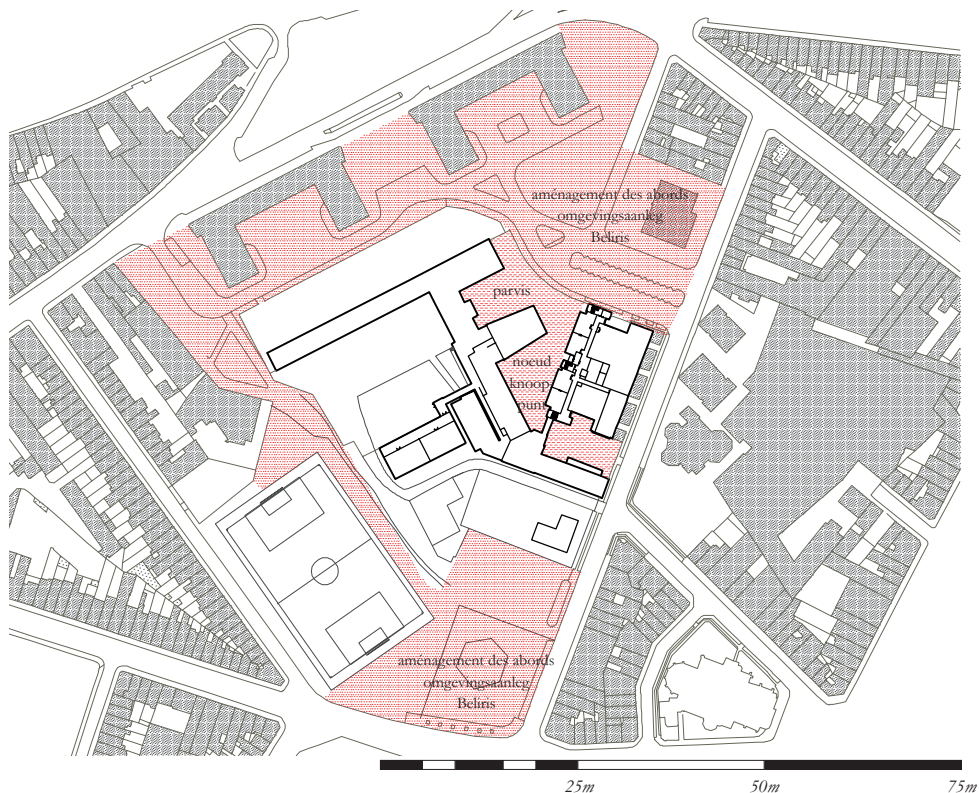 aménagement des abords
omgevingsaanleg
Beliris
parvis
noeud
knoop
punt
aménagement des abords
omgevingsaanleg
Beliris
25m
50m
75m